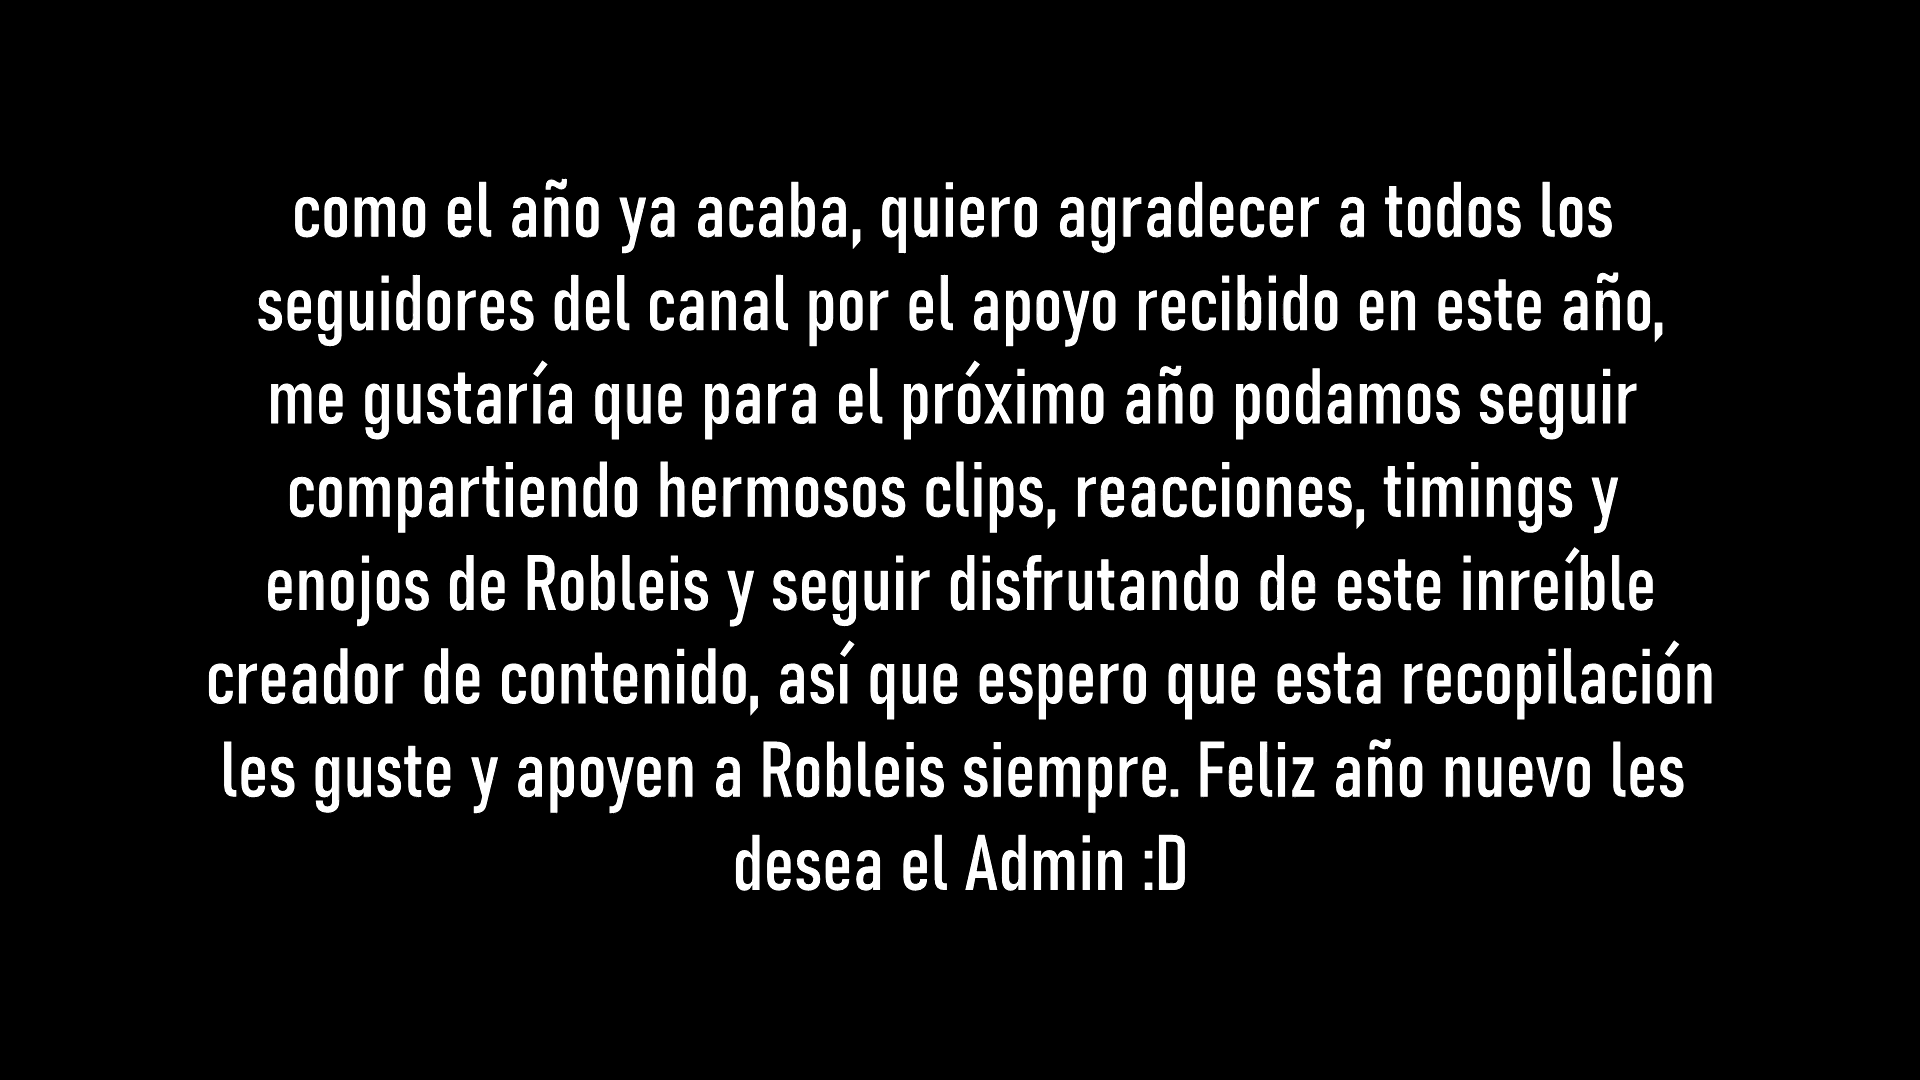 como el año ya acaba, quiero agradecer a todos los
seguidores del canal por el apoyo recibido en este año,
me gustaría que para el próximo año podamos seguir
compartiendo hermosos clips, reacciones, timings y
enojos de Robleis y seguir disfrutando de este inreíble
creador de contenido, así que espero que esta recopilación
les guste y apoyen a Robleis siempre. Feliz año nuevo les
desea el Admin :D